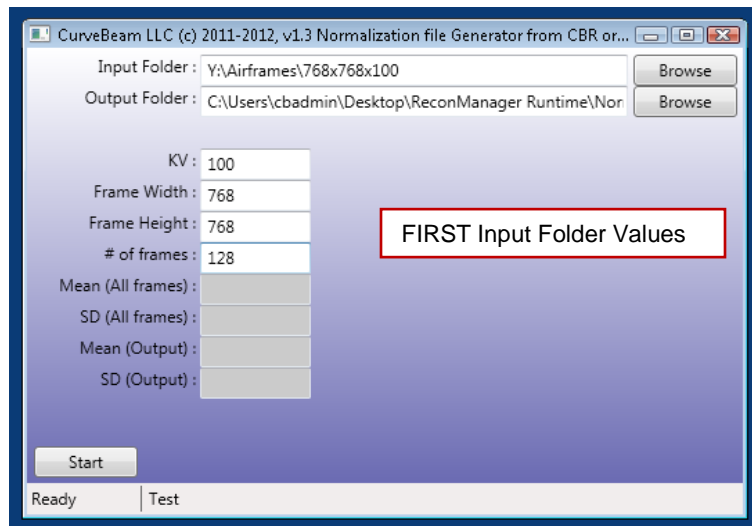 CurveBeam LLC (c) 2011-2012, v1.3 Normalization file Generator from CBR or...
Input Folder : Y:\Airframes\768x768x100 Browse
Output Folder : C:\Users\cbadmin\Desktop\ReconManager Runtime\Nor Browse
KV : 100
Frame Width : 768
Frame Height : 768
FIRST Input Folder Values
# of frames : 128
Mean (All frames) :
SD (All frames) :
Mean (Output) :
SD (Output) :
Start
Ready Test